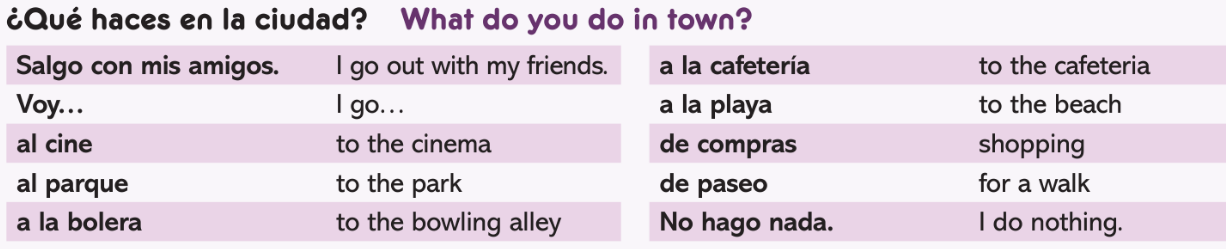 ¿Qué haces en la ciudad? What do you do in town?
Salgo con mis amigos. I go out with my friends.
Voy… I go…
al cine to the cinema
al parque to the park
a la bolera to the bowling alley
a la cafetería to the cafeteria
a la playa to the beach
de compras shopping
de paseo for a walk
No hago nada. I do nothing.